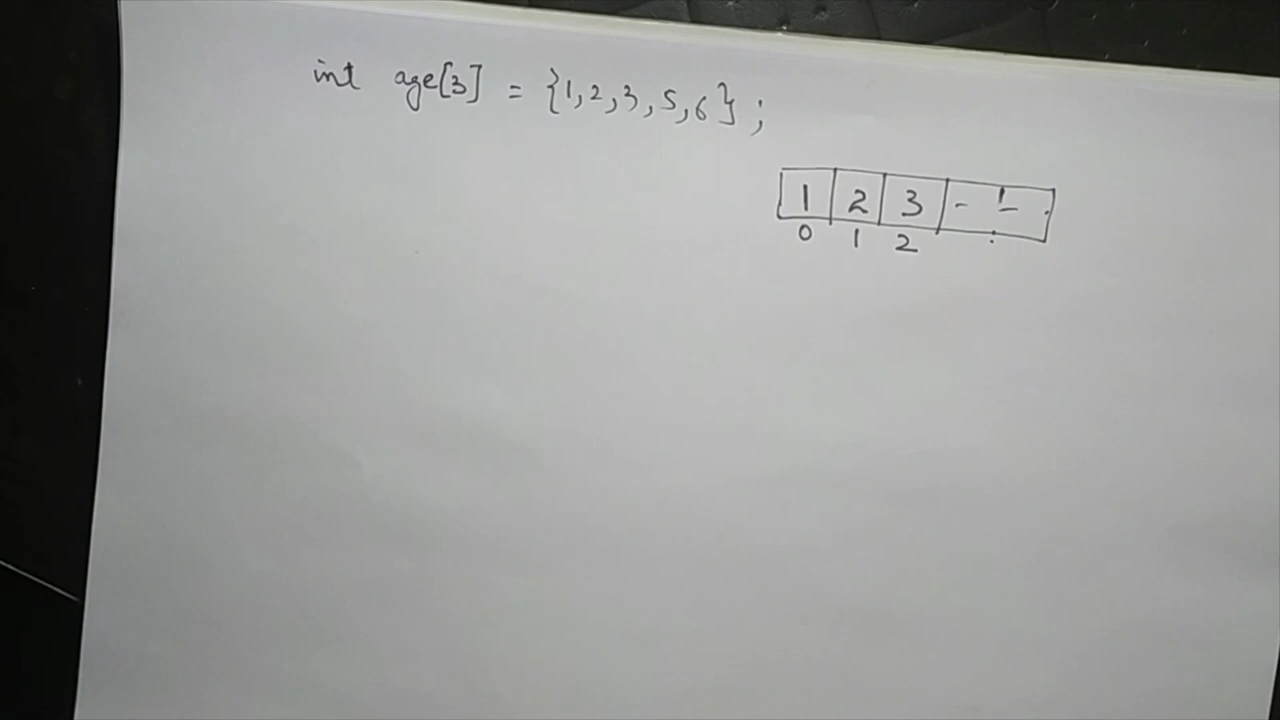 int age[3] = {1,2,3,5,6};
1 2 3 - -
0 1 2